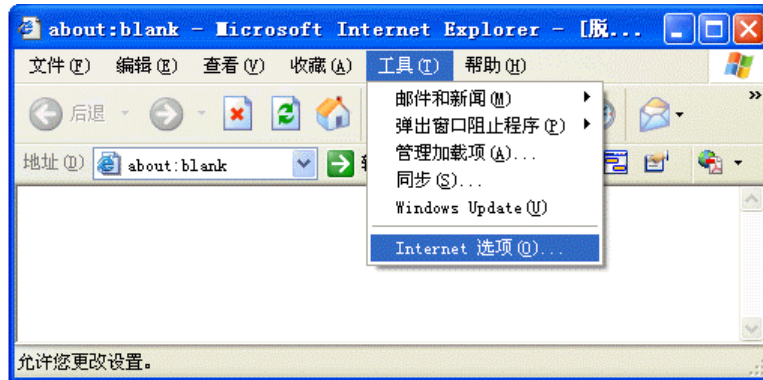 about:blank - Microsoft Internet Explorer - [脱...
文件(F) 编辑(E) 查看(V) 收藏(A) 工具(T) 帮助(H)
后退
邮件和新闻(M)
弹出窗口阻止程序(P)
管理加载项(A)...
同步(S)...
Windows Update(U)
Internet 选项(O)...
地址(D) about:blank
允许您更改设置。